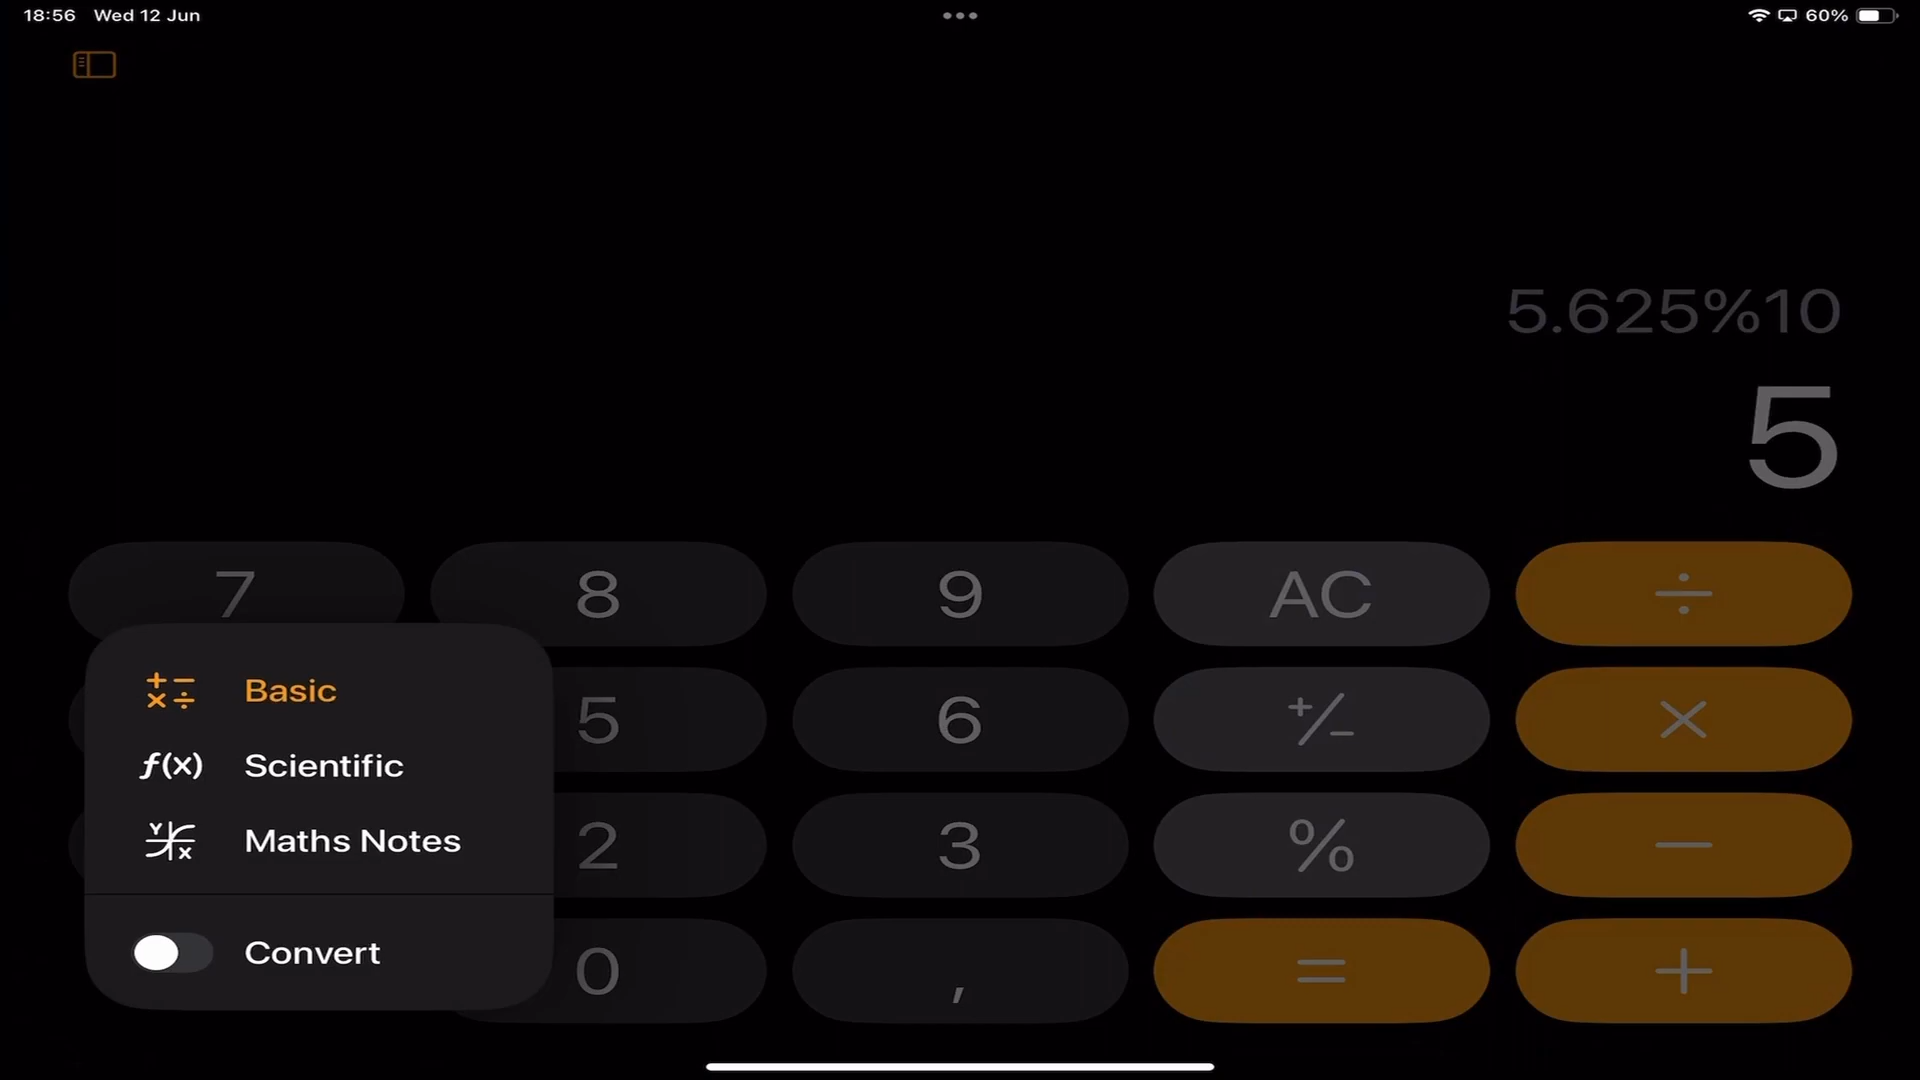 18:56 Wed 12 Jun
60%
5.625%10
5
7 8 9 AC ÷
5 6 +/- ×
2 3 % −
0 , = +
Basic
f(x) Scientific
Y X Maths Notes
Convert